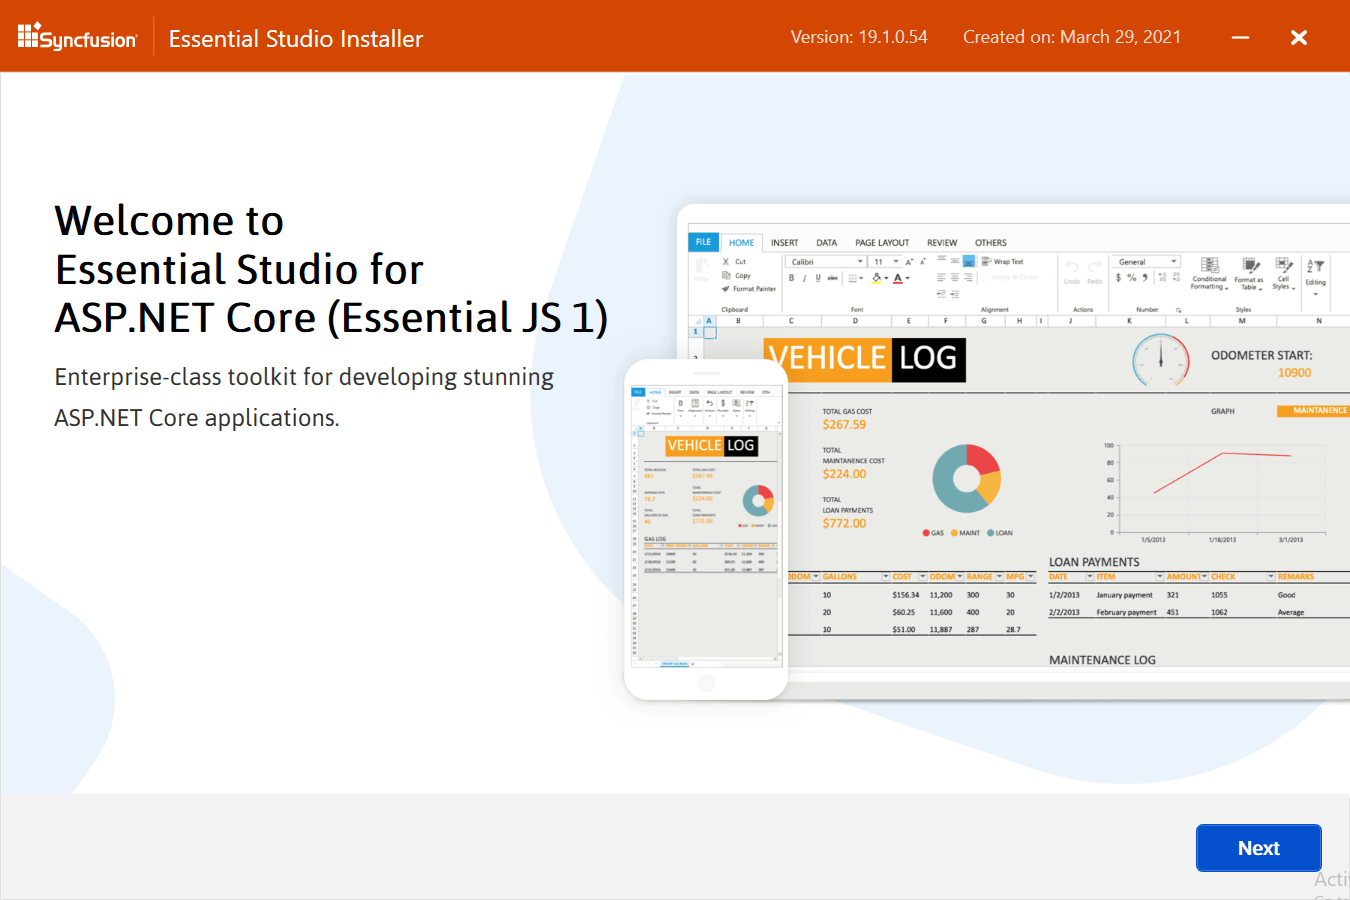 Syncfusion
Essential Studio Installer
Version: 19.1.0.54
Created on: March 29, 2021
Welcome to
Essential Studio for
ASP.NET Core (Essential JS 1)
Enterprise-class toolkit for developing stunning
ASP.NET Core applications.
FILE HOME INSERT DATA PAGE LAYOUT REVIEW OTHERS
Cut
Copy
Format Painter
Clipboard
Calibri 11
B I U abc
Font
Wrap Text
Merge & Center
Alignment
Undo Redo
Actions
General
$ % ,
Number
Conditional Formatting
Format as Table
Cell Styles
Styles
Editing
A B C D E F G H I J K L M N
1
VEHICLE LOG
ODOMETER START:
10900
TOTAL GAS COST
$267.59
TOTAL
MAINTANENCE COST
$224.00
TOTAL
LOAN PAYMENTS
$772.00
GAS MAINT LOAN
GRAPH
MAINTANENCE
100
80
60
40
20
0
1/5/2013 1/18/2013 3/1/2013
ODOM GALLONS COST ODOM RANGE MPG
10 $156.34 11,200 300 30
20 $60.25 11,600 400 20
10 $51.00 11,887 287 28.7
LOAN PAYMENTS
DATE ITEM AMOUNT CHECK REMARKS
1/2/2013 January payment 321 1055 Good
2/2/2013 February payment 451 1062 Average
MAINTENANCE LOG
VEHICLE LOG
GAS LOG
Next
Acti